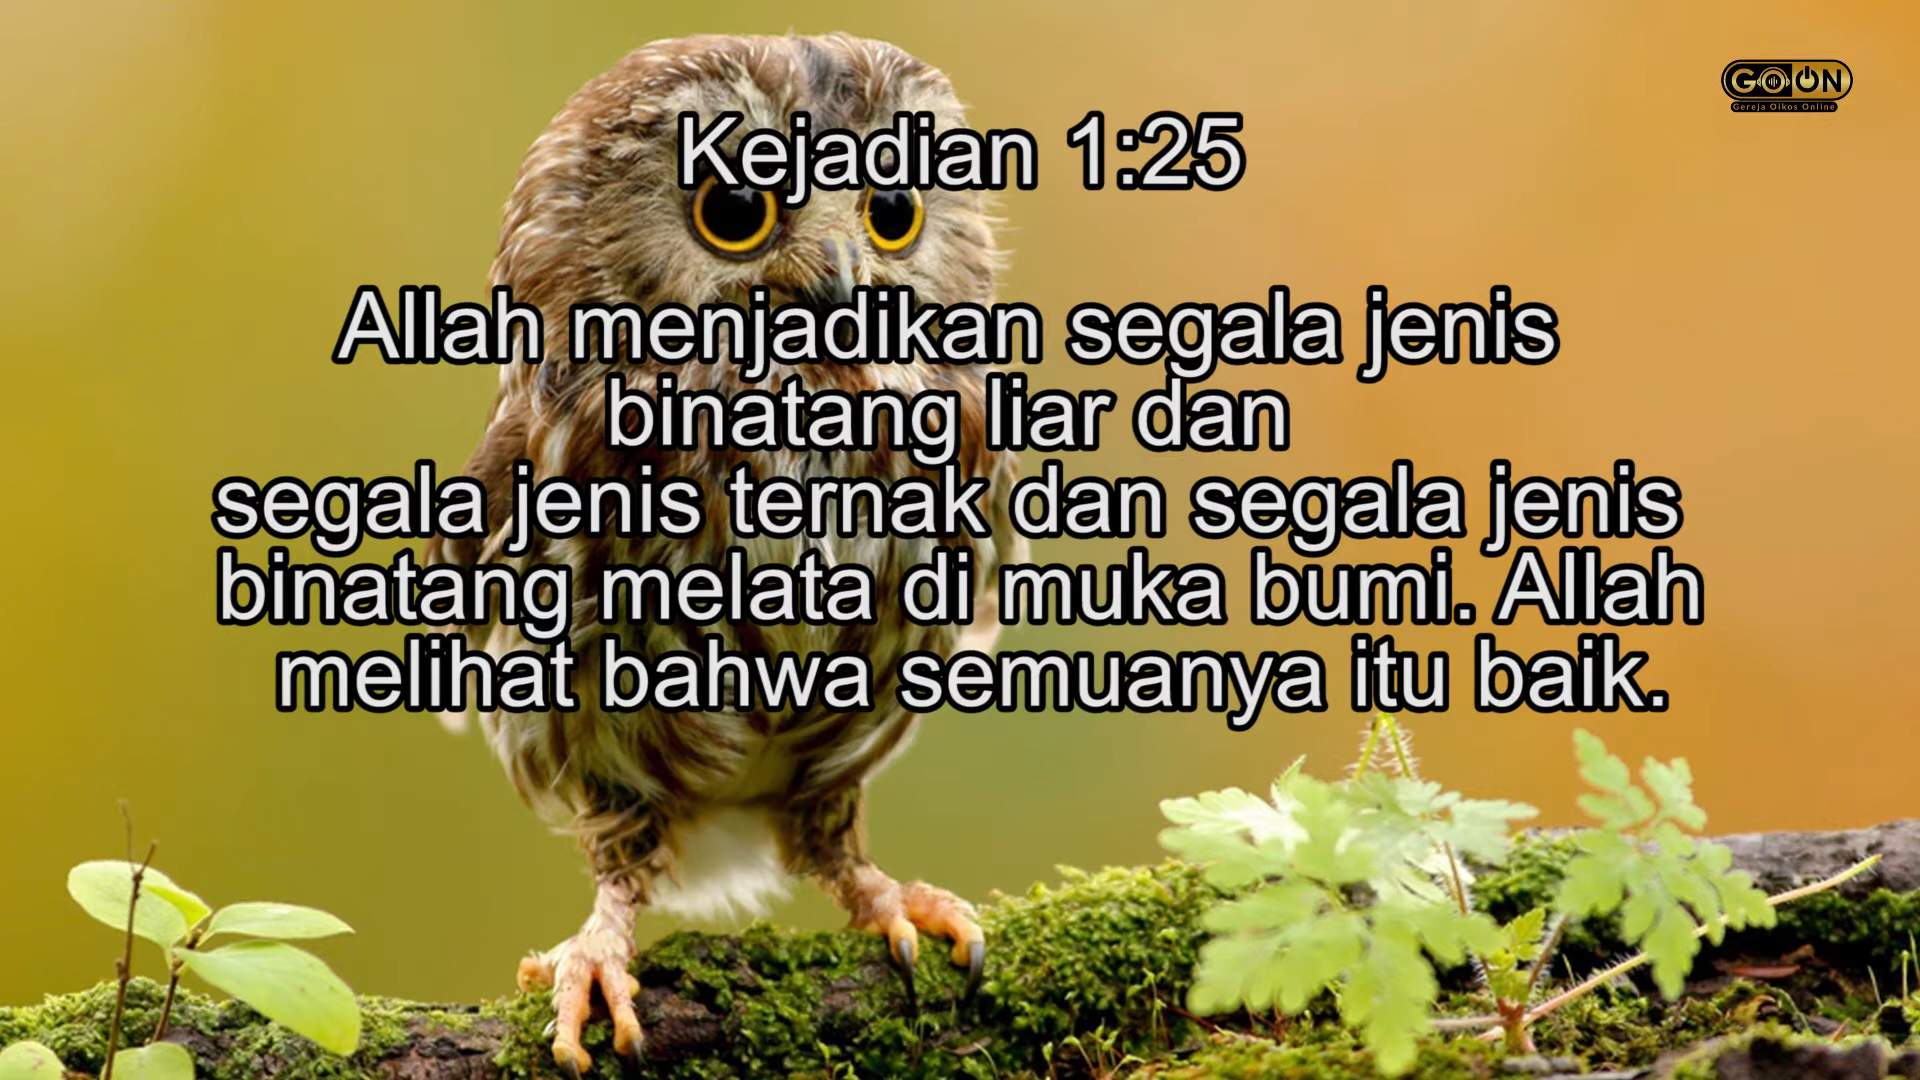 GOON
Gereja Oikos Online
Kejadian 1:25
Allah menjadikan segala jenis
binatang liar dan
segala jenis ternak dan segala jenis
binatang melata di muka bumi. Allah
melihat bahwa semuanya itu baik.